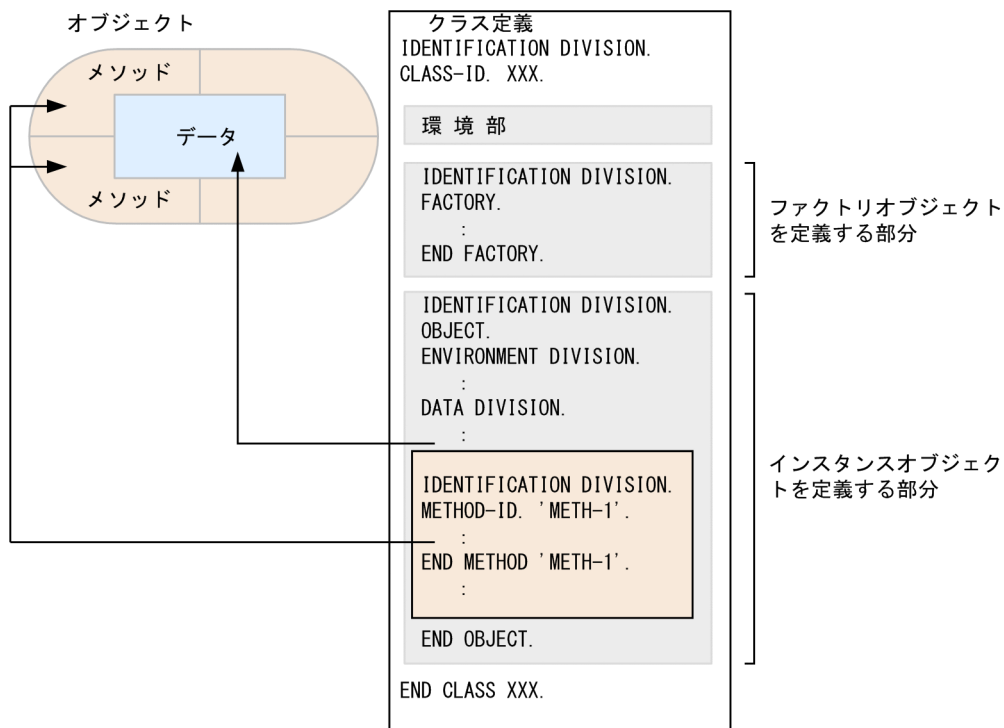 オブジェクト
メソッド
データ
メソッド
クラス定義
IDENTIFICATION DIVISION.
CLASS-ID. XXX.
環 境 部
IDENTIFICATION DIVISION.
FACTORY.
:
END FACTORY.
ファクトリオブジェクト
を定義する部分
IDENTIFICATION DIVISION.
OBJECT.
ENVIRONMENT DIVISION.
:
DATA DIVISION.
:
IDENTIFICATION DIVISION.
METHOD-ID. 'METH-1'.
:
END METHOD 'METH-1'.
:
END OBJECT.
インスタンスオブジェク
トを定義する部分
END CLASS XXX.